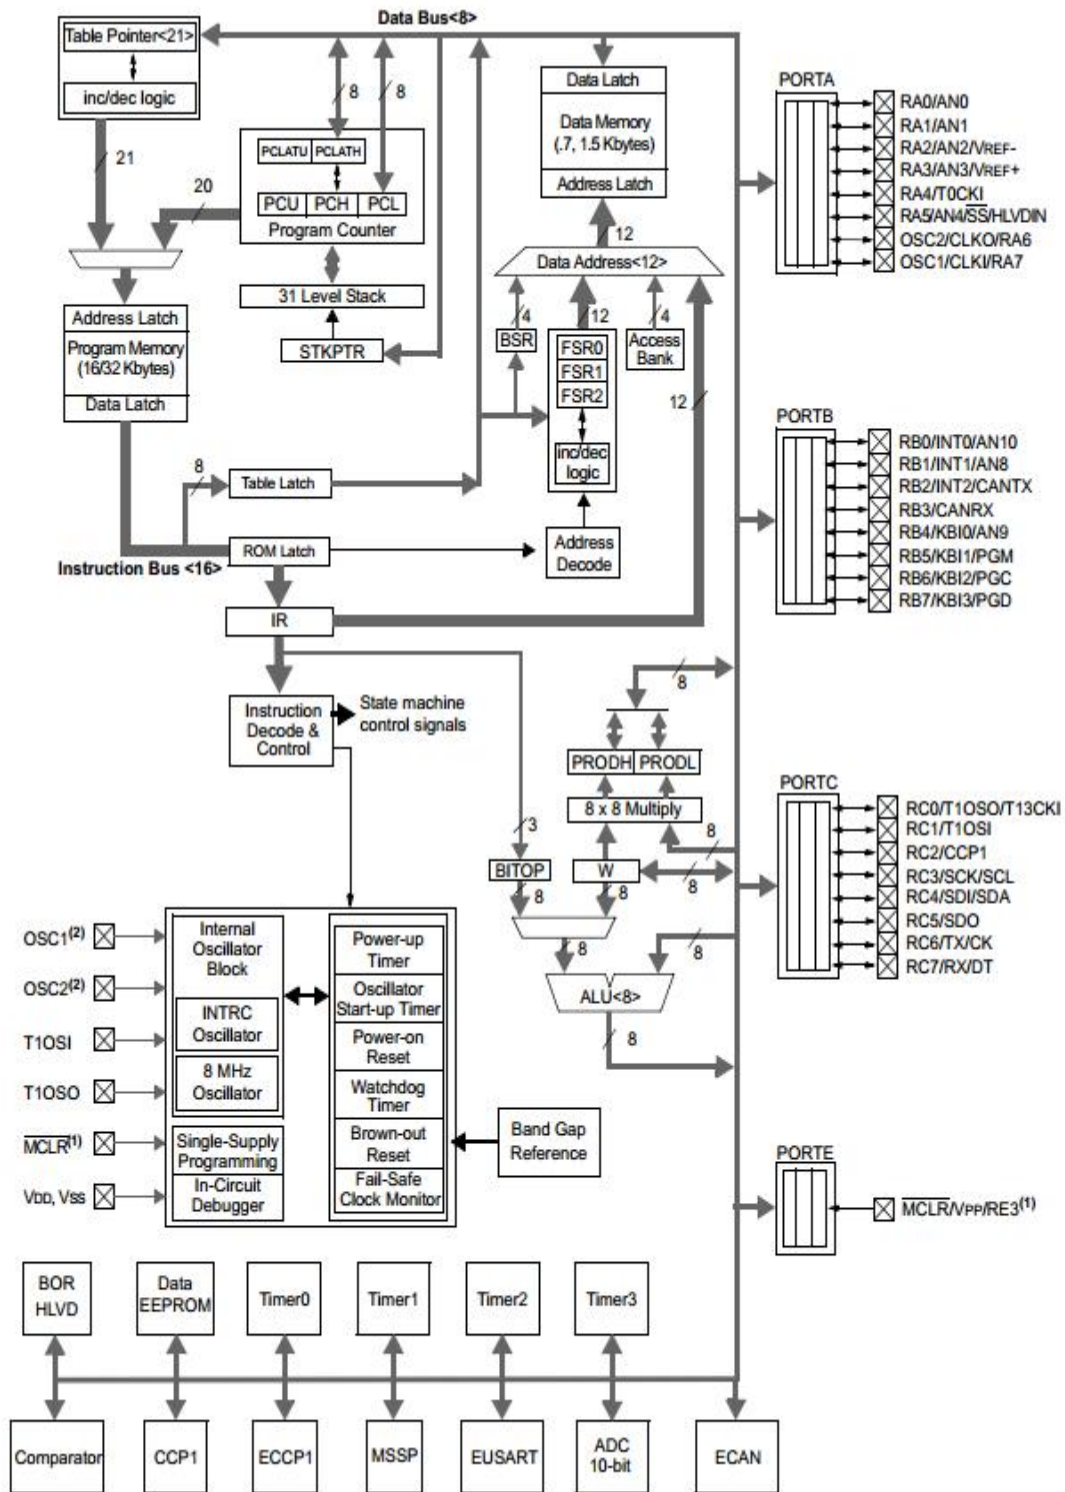 Data Bus<8>
Table Pointer<21>
inc/dec logic
21
20
8
8
PCLATU PCLATH
PCU PCH PCL
Program Counter
31 Level Stack
STKPTR
Address Latch
Program Memory
(16/32 Kbytes)
Data Latch
8
Table Latch
ROM Latch
Instruction Bus <16>
IR
Data Latch
Data Memory
(.7, 1.5 Kbytes)
Address Latch
12
Data Address<12>
4
12
4
BSR
FSR0
FSR1
FSR2
inc/dec
logic
Access
Bank
12
Address
Decode
Instruction
Decode &
Control
State machine
control signals
8
PRODH PRODL
8 x 8 Multiply
8
3
BITOP
W
8
8
8
8
8
ALU<8>
8
OSC1(2)
OSC2(2)
T1OSI
T1OSO
MCLR(1)
VDD, VSS
Internal
Oscillator
Block
INTRC
Oscillator
8 MHz
Oscillator
Single-Supply
Programming
In-Circuit
Debugger
Power-up
Timer
Oscillator
Start-up Timer
Power-on
Reset
Watchdog
Timer
Brown-out
Reset
Fail-Safe
Clock Monitor
Band Gap
Reference
PORTA
RA0/AN0
RA1/AN1
RA2/AN2/VREF-
RA3/AN3/VREF+
RA4/T0CKI
RA5/AN4/SS/HLVDIN
OSC2/CLKO/RA6
OSC1/CLKI/RA7
PORTB
RB0/INT0/AN10
RB1/INT1/AN8
RB2/INT2/CANTX
RB3/CANRX
RB4/KBI0/AN9
RB5/KBI1/PGM
RB6/KBI2/PGC
RB7/KBI3/PGD
PORTC
RC0/T1OSO/T13CKI
RC1/T1OSI
RC2/CCP1
RC3/SCK/SCL
RC4/SDI/SDA
RC5/SDO
RC6/TX/CK
RC7/RX/DT
PORTE
MCLR/VPP/RE3(1)
BOR
HLVD
Data
EEPROM
Timer0
Timer1
Timer2
Timer3
Comparator
CCP1
ECCP1
MSSP
EUSART
ADC
10-bit
ECAN